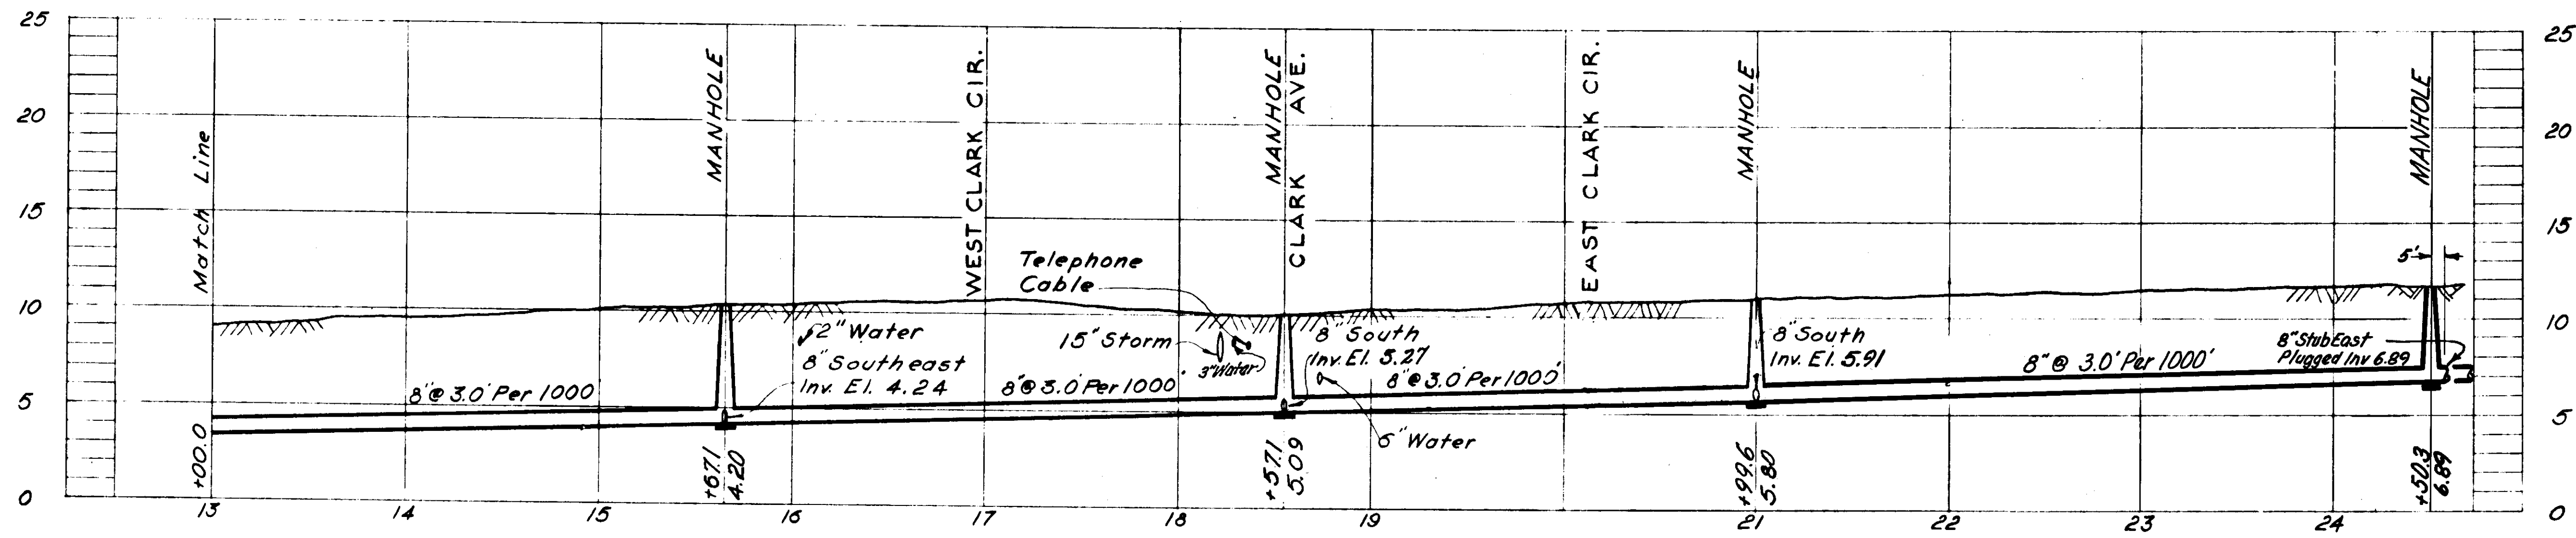 25
20
15
10
5
0
Match Line
+00.0
MANHOLE
+67.1
4.20
2" Water
8" Southeast
Inv. El. 4.24
8" @ 3.0' Per 1000
WEST CLARK CIR.
Telephone
Cable
15" Storm
3" Water
8" @ 3.0' Per 1000'
MANHOLE
CLARK AVE.
+57.1
5.09
8" South
Inv. El. 5.27
8" @ 3.0' Per 1000'
6" Water
EAST CLARK CIR.
MANHOLE
+99.6
5.80
8" South
Inv. El. 5.91
8" @ 3.0' Per 1000'
MANHOLE
5'
8" Stub East
Plugged Inv 6.89
+50.3
6.89
25
20
15
10
5
0
13 14 15 16 17 18 19 21 22 23 24